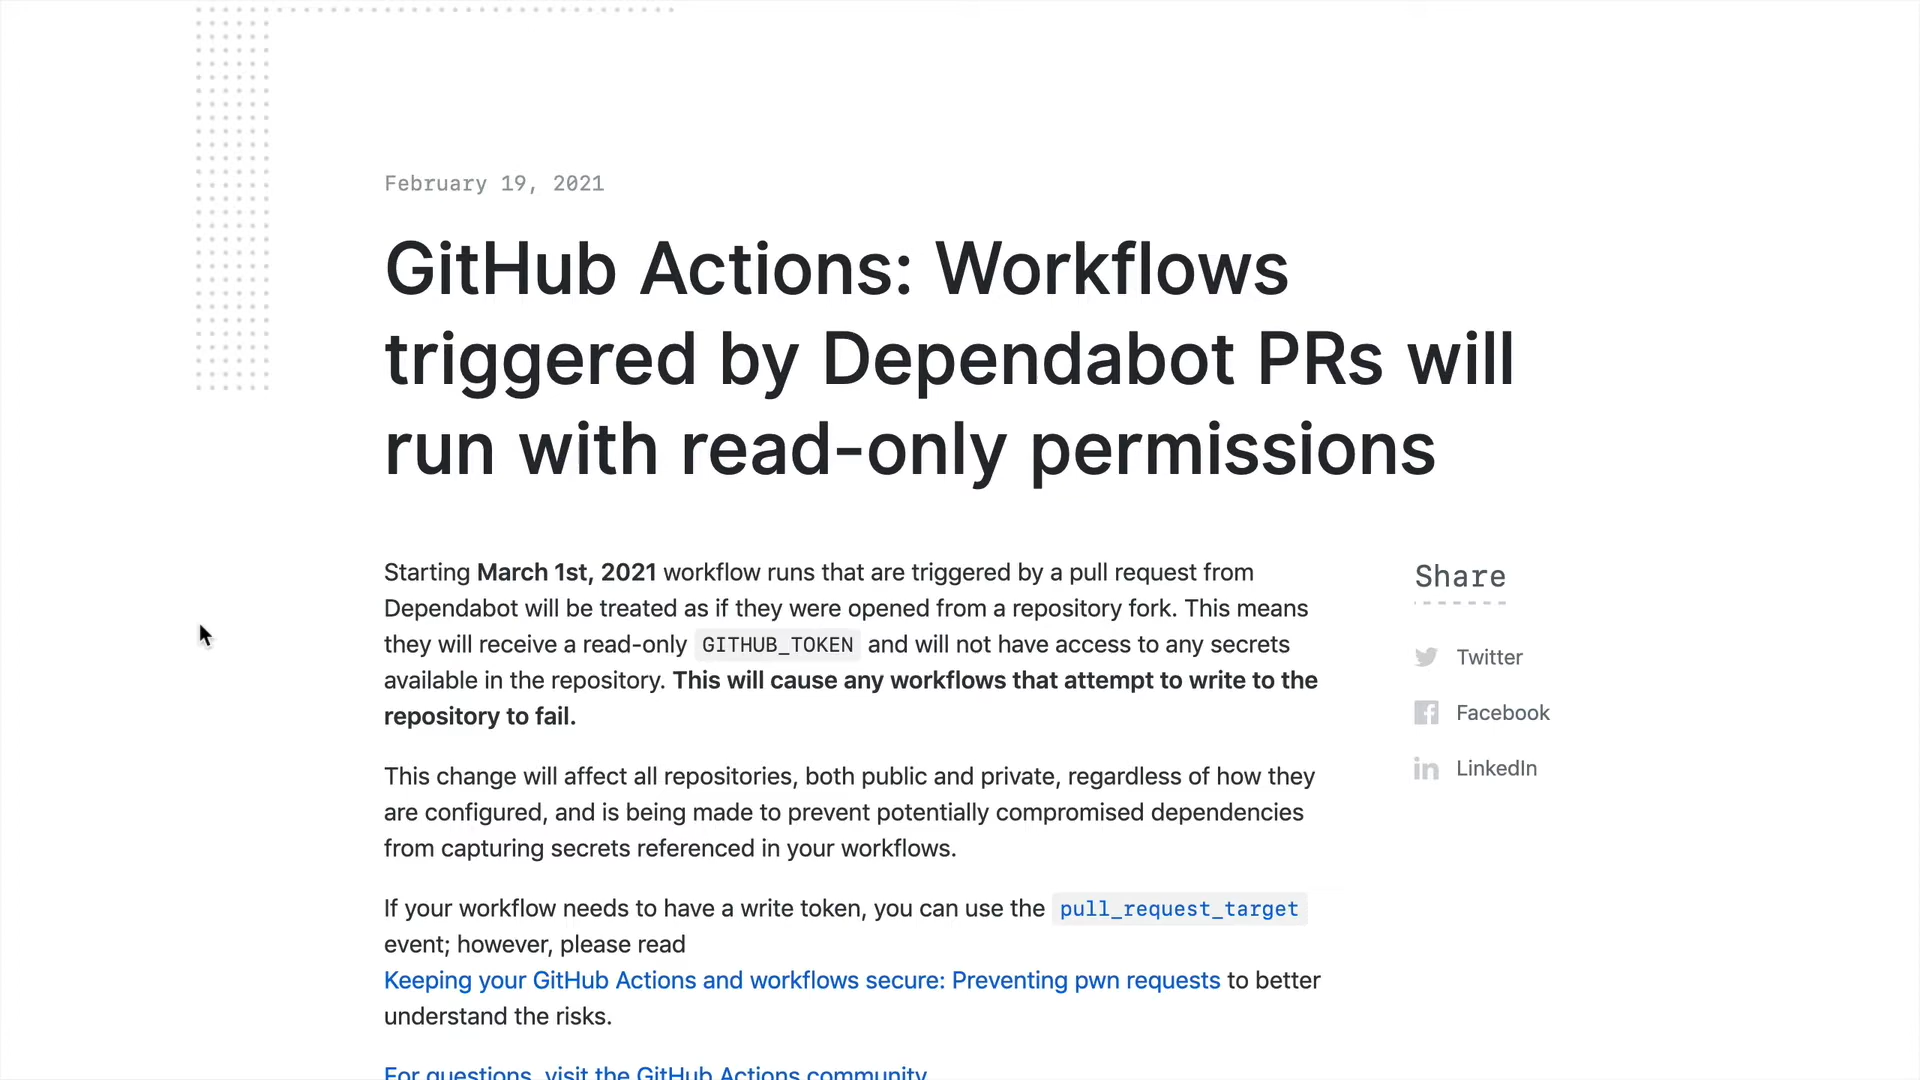 February 19, 2021
GitHub Actions: Workflows
triggered by Dependabot PRs will
run with read-only permissions
Starting March 1st, 2021 workflow runs that are triggered by a pull request from
Dependabot will be treated as if they were opened from a repository fork. This means
they will receive a read-only GITHUB_TOKEN and will not have access to any secrets
available in the repository. This will cause any workflows that attempt to write to the
repository to fail.
This change will affect all repositories, both public and private, regardless of how they
are configured, and is being made to prevent potentially compromised dependencies
from capturing secrets referenced in your workflows.
If your workflow needs to have a write token, you can use the pull_request_target
event; however, please read
Keeping your GitHub Actions and workflows secure: Preventing pwn requests to better
understand the risks.
For questions, visit the GitHub Actions community
Share
Twitter
Facebook
LinkedIn